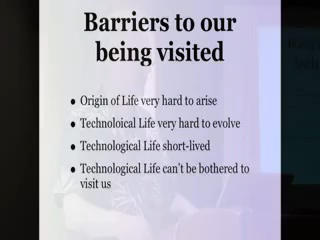 Barriers to our
being visited
• Origin of Life very hard to arise
• Technoloical Life very hard to evolve
• Technological Life short-lived
• Technological Life can't be bothered to
visit us